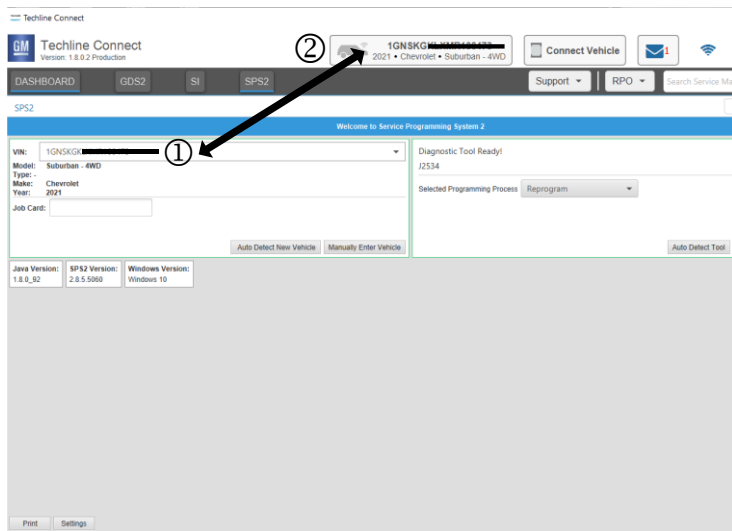 Techline Connect
GM Techline Connect
Version: 1.8.0.2 Production
②
2021 • Chevrolet • Suburban - 4WD
Connect Vehicle
1
DASHBOARD GDS2 SI SPS2
Support RPO Search Service Ma
SPS2
Welcome to Service Programming System 2
VIN: ①
Model: Suburban - 4WD
Type: -
Make: Chevrolet
Year: 2021
Job Card:
Auto Detect New Vehicle Manually Enter Vehicle
Diagnostic Tool Ready!
J2534
Selected Programming Process Reprogram
Auto Detect Tool
Java Version: SPS2 Version: Windows Version:
1.8.0_92 2.8.5.5060 Windows 10
Print Settings